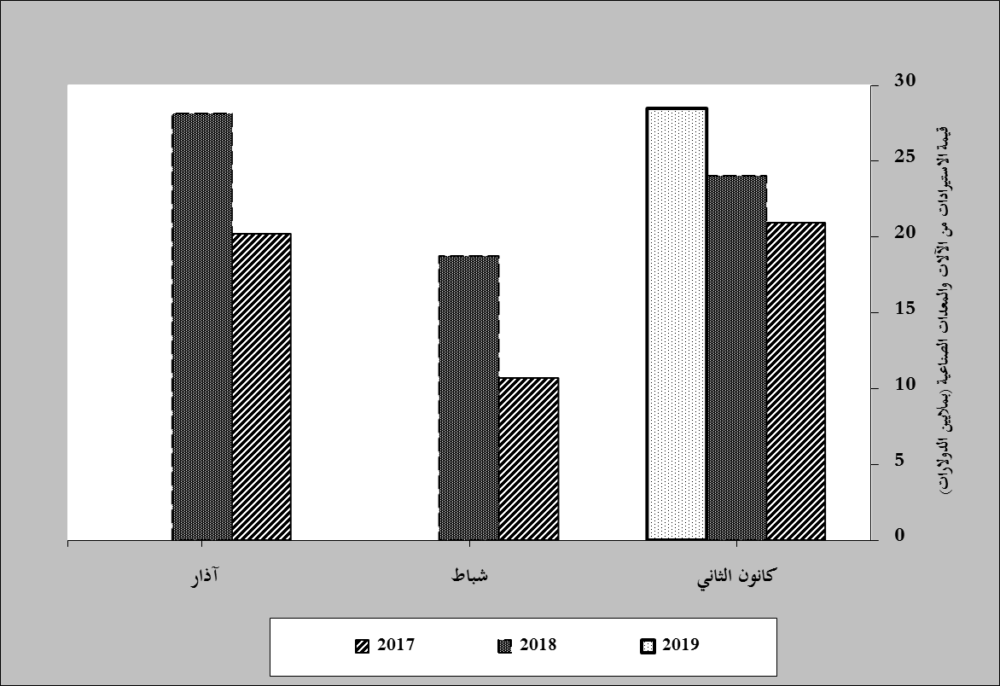 30
25
20
15
10
5
0
قيمة الاستيرادات من الآلات والمعدات الصناعية (بملايين الدولارات)
كانون الثاني
شباط
آذار
2017
2018
2019